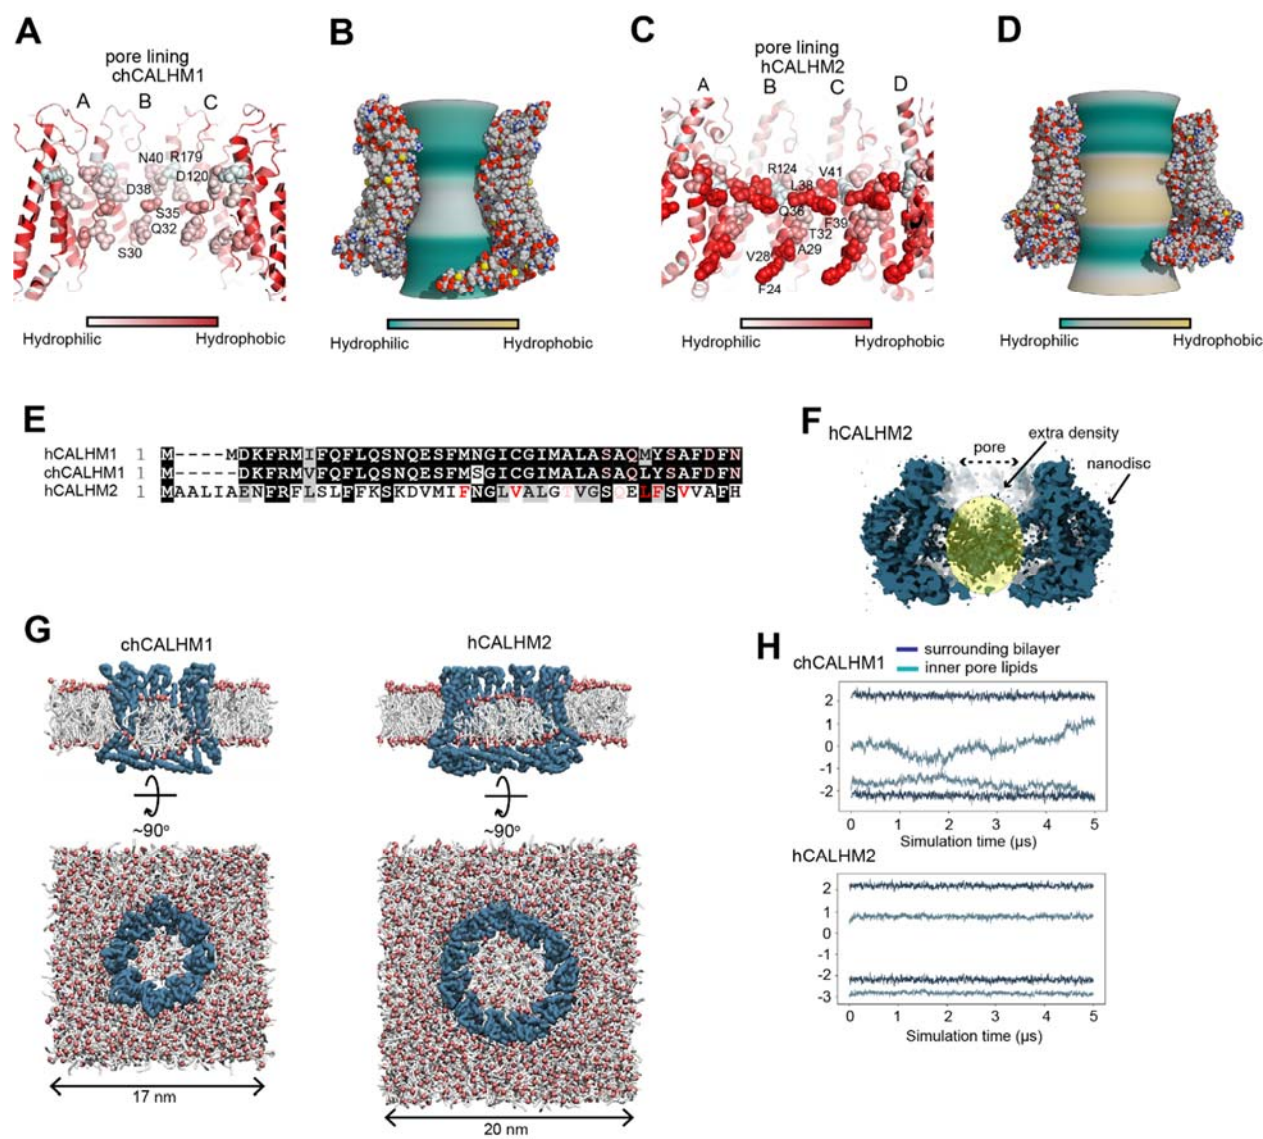 A
B
C
D
pore lining
chCALHM1
A B C
N40 R179
D120
D38
S35
Q32
S30
Hydrophilic Hydrophobic
Hydrophilic Hydrophobic
pore lining
hCALHM2
A B C D
R124 V41
L38
Q36
F39
T32
A29
V28
F24
Hydrophilic Hydrophobic
Hydrophilic Hydrophobic
E
hCALHM1 1 M----MDKFRMIFQFLQSNQESFMNGICGIMALASAQMYSAFDFN
chCALHM1 1 M----MDKFRMVFQFLQSNQESFMSGICGIMALASAQLYSAFDFN
hCALHM2 1 MAALIAENFRFLSLFFKSKDVMIFNGLVALGTVGSQELFSVVAFH
F
hCALHM2
pore
extra density
nanodisc
G
chCALHM1
hCALHM2
~90°
~90°
17 nm
20 nm
H
surrounding bilayer
inner pore lipids
chCALHM1
2
1
0
-1
-2
0 1 2 3 4 5
Simulation time (µs)
hCALHM2
2
1
0
-2
-3
0 1 2 3 4 5
Simulation time (µs)